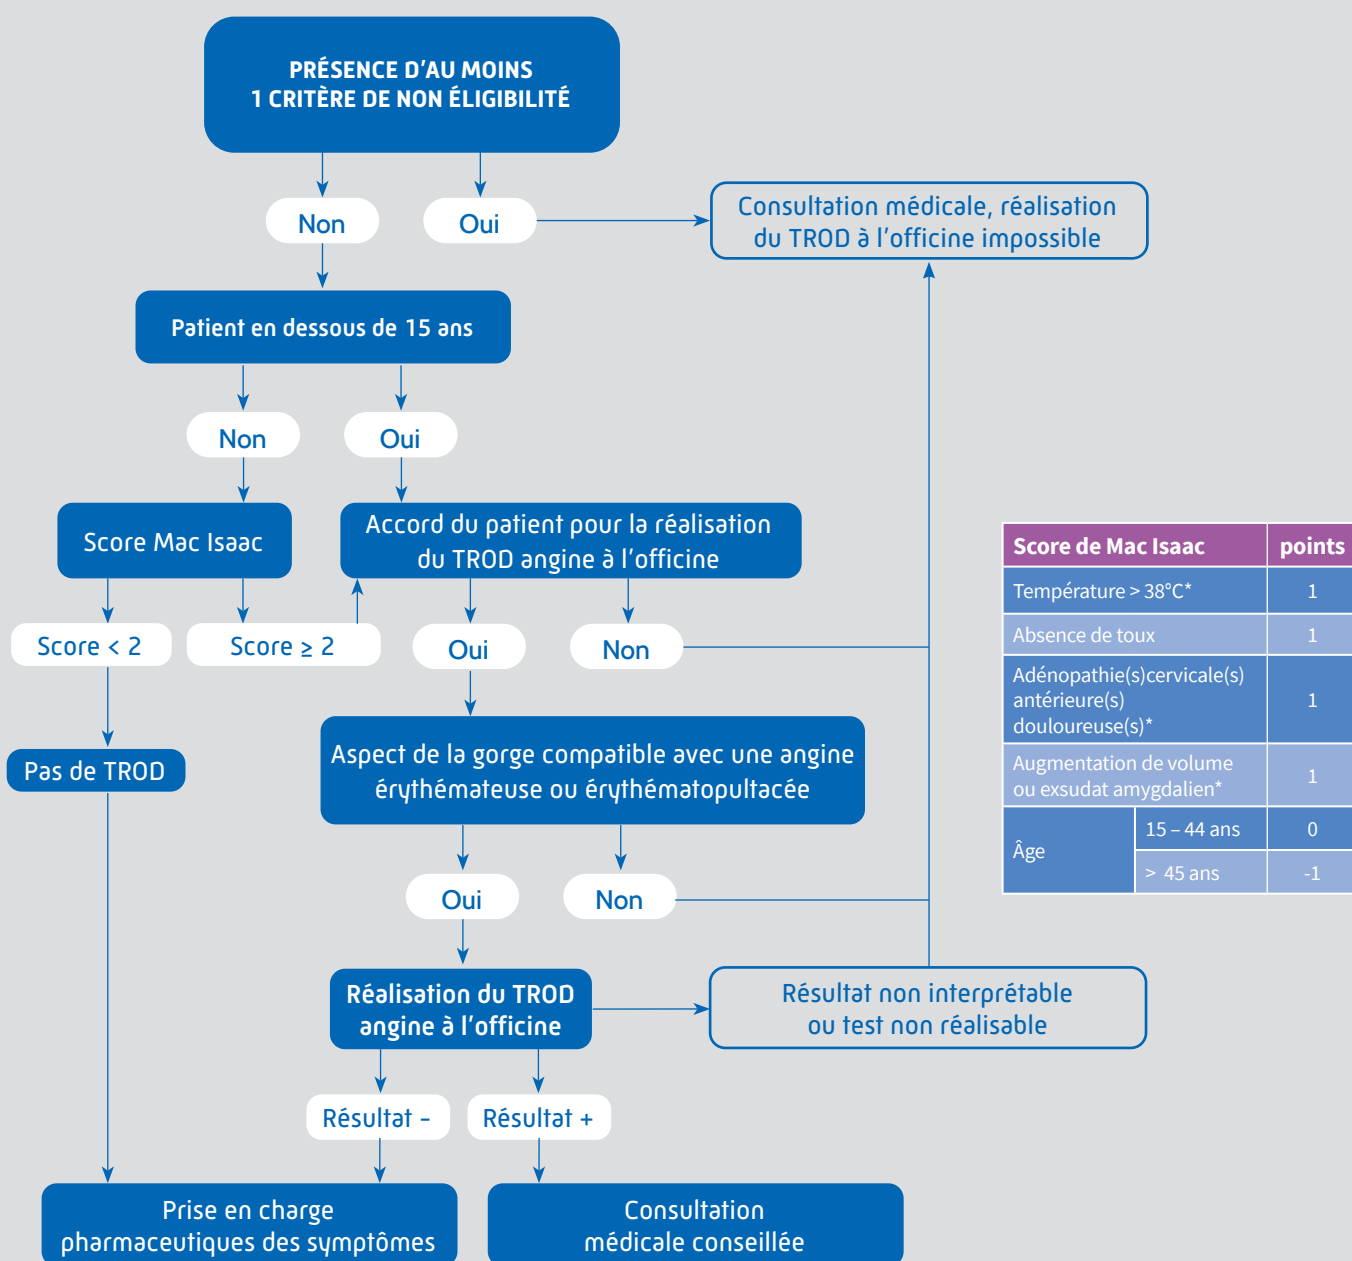 PRÉSENCE D'AU MOINS
1 CRITÈRE DE NON ÉLIGIBILITÉ
Non
Oui
Consultation médicale, réalisation
du TROD à l'officine impossible
Patient en dessous de 15 ans
Non
Oui
Score Mac Isaac
Accord du patient pour la réalisation
du TROD angine à l'officine
Score < 2
Score ≥ 2
Oui
Non
Pas de TROD
Aspect de la gorge compatible avec une angine
érythémateuse ou érythématopultacée
Oui
Non
Réalisation du TROD
angine à l'officine
Résultat non interprétable
ou test non réalisable
Résultat -
Résultat +
Prise en charge
pharmaceutiques des symptômes
Consultation
médicale conseillée
Score de Mac Isaac points
Température > 38°C* 1
Absence de toux 1
Adénopathie(s)cervicale(s)
antérieure(s)
douloureuse(s)* 1
Augmentation de volume
ou exsudat amygdalien* 1
Âge 15 – 44 ans 0
> 45 ans -1